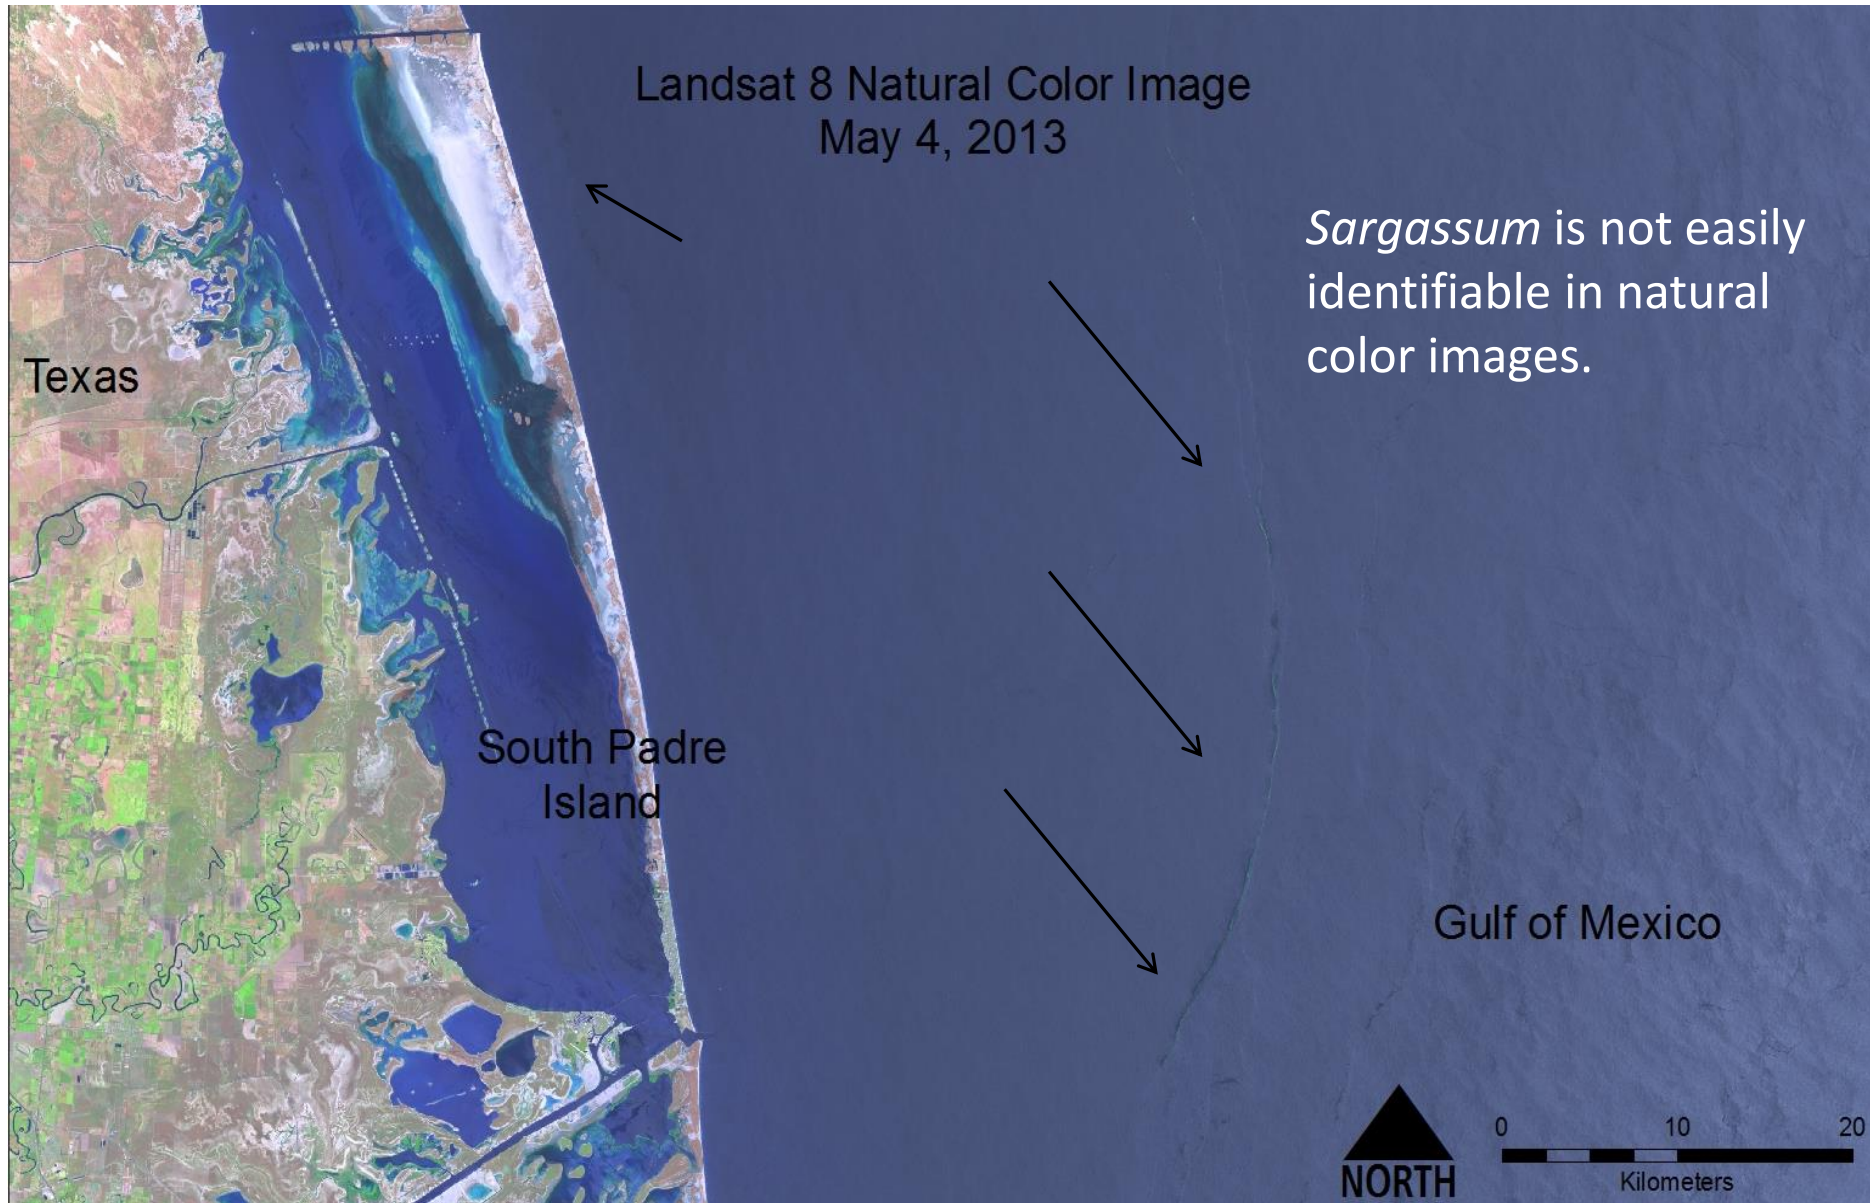 Landsat 8 Natural Color Image
May 4, 2013
Sargassum is not easily
identifiable in natural
color images.
Texas
South Padre
Island
Gulf of Mexico
NORTH
0 10 20
Kilometers